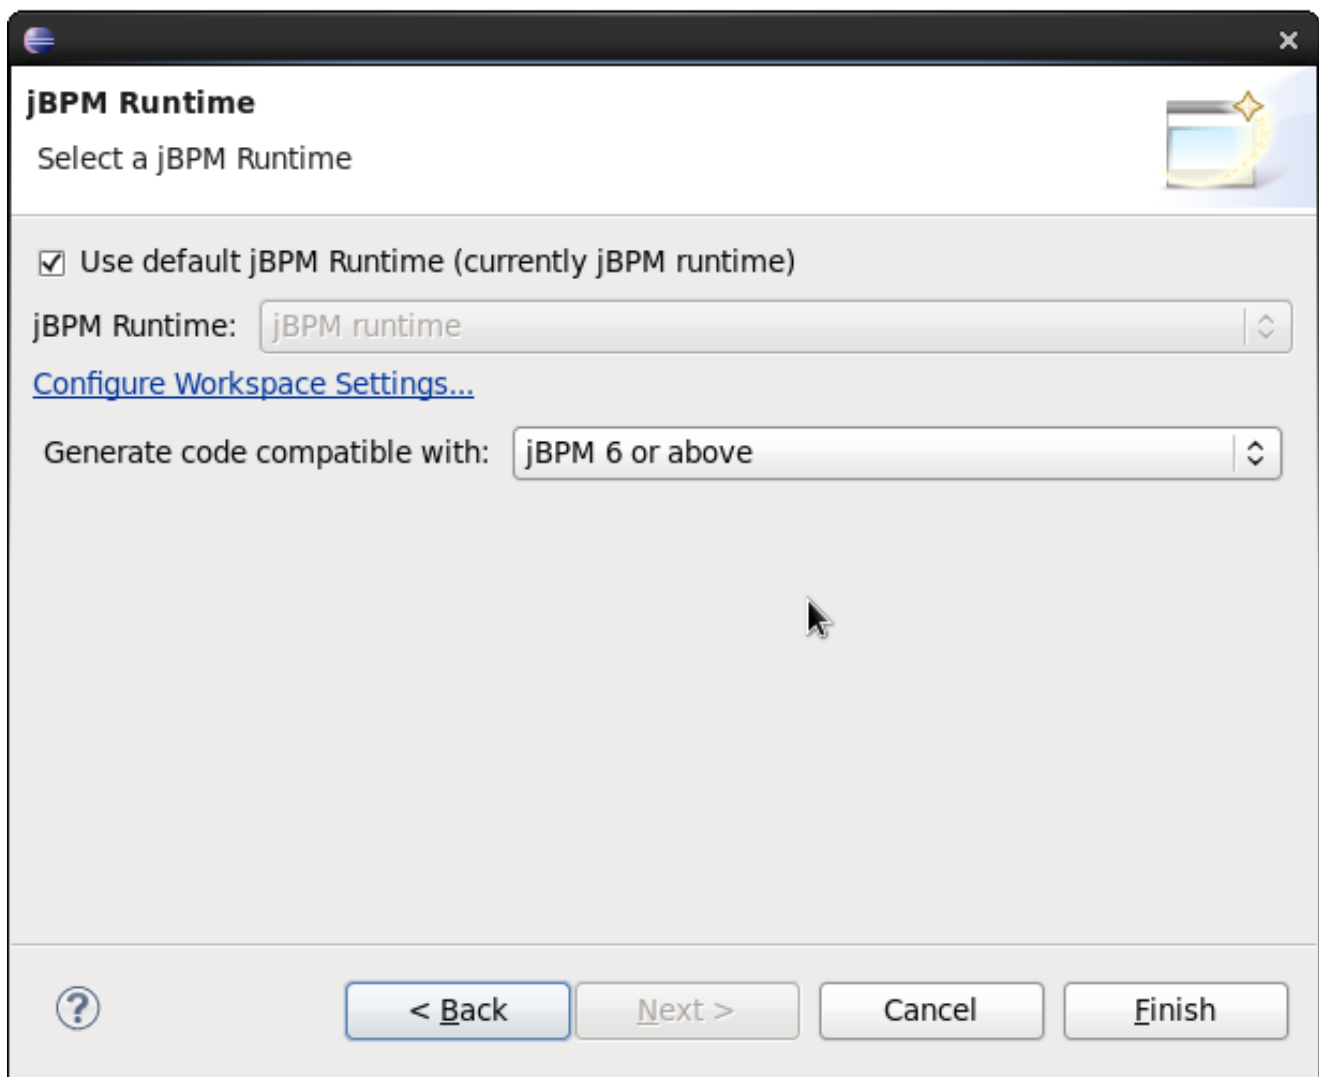 jBPM Runtime
Select a jBPM Runtime
Use default jBPM Runtime (currently jBPM runtime)
jBPM Runtime: jBPM runtime
Configure Workspace Settings...
Generate code compatible with: jBPM 6 or above
? < Back Next > Cancel Finish